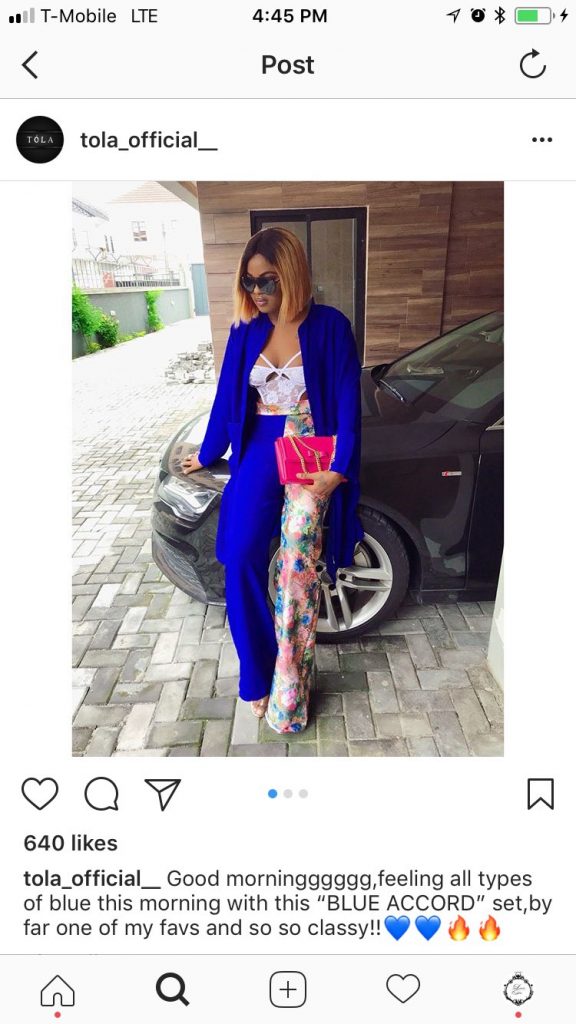 T-Mobile LTE 4:45 PM
Post
TÓLA tola_official__
640 likes
tola_official__ Good morningggggg,feeling all types
of blue this morning with this “BLUE ACCORD” set,by
far one of my favs and so so classy!!💙💙🔥🔥